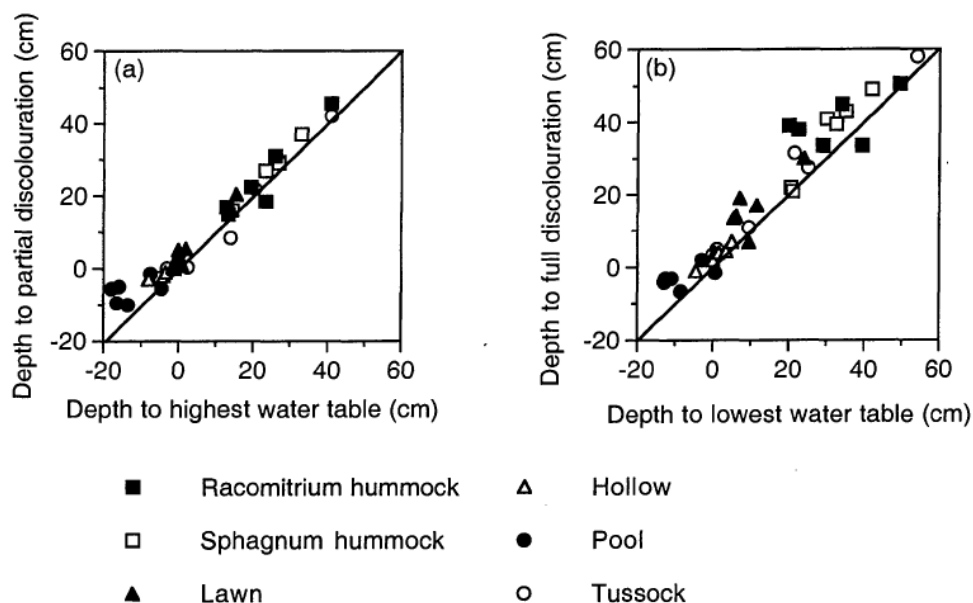 (a)
60
40
20
0
-20
-20 0 20 40 60
Depth to partial discolouration (cm)
Depth to highest water table (cm)
(b)
60
40
20
0
-20
-20 0 20 40 60
Depth to full discolouration (cm)
Depth to lowest water table (cm)
Racomitrium hummock
Hollow
Sphagnum hummock
Pool
Lawn
Tussock